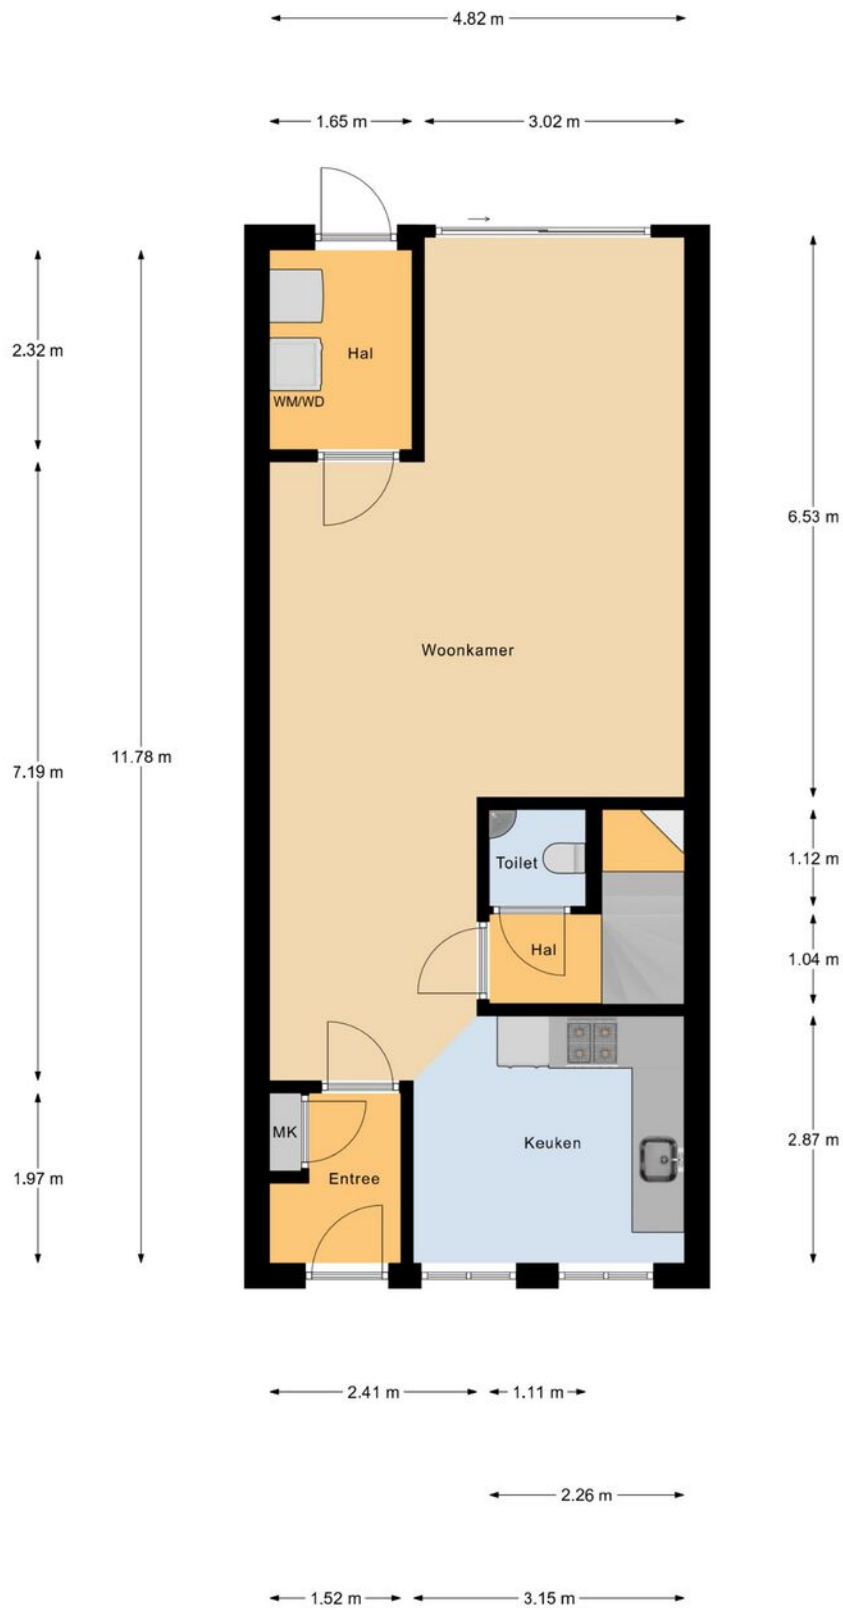 4.82 m
1.65 m
3.02 m
2.32 m
Hal
WM/WD
6.53 m
Woonkamer
11.78 m
7.19 m
Toilet
1.12 m
Hal
1.04 m
MK
Keuken
2.87 m
Entree
1.97 m
2.41 m
1.11 m
2.26 m
1.52 m
3.15 m